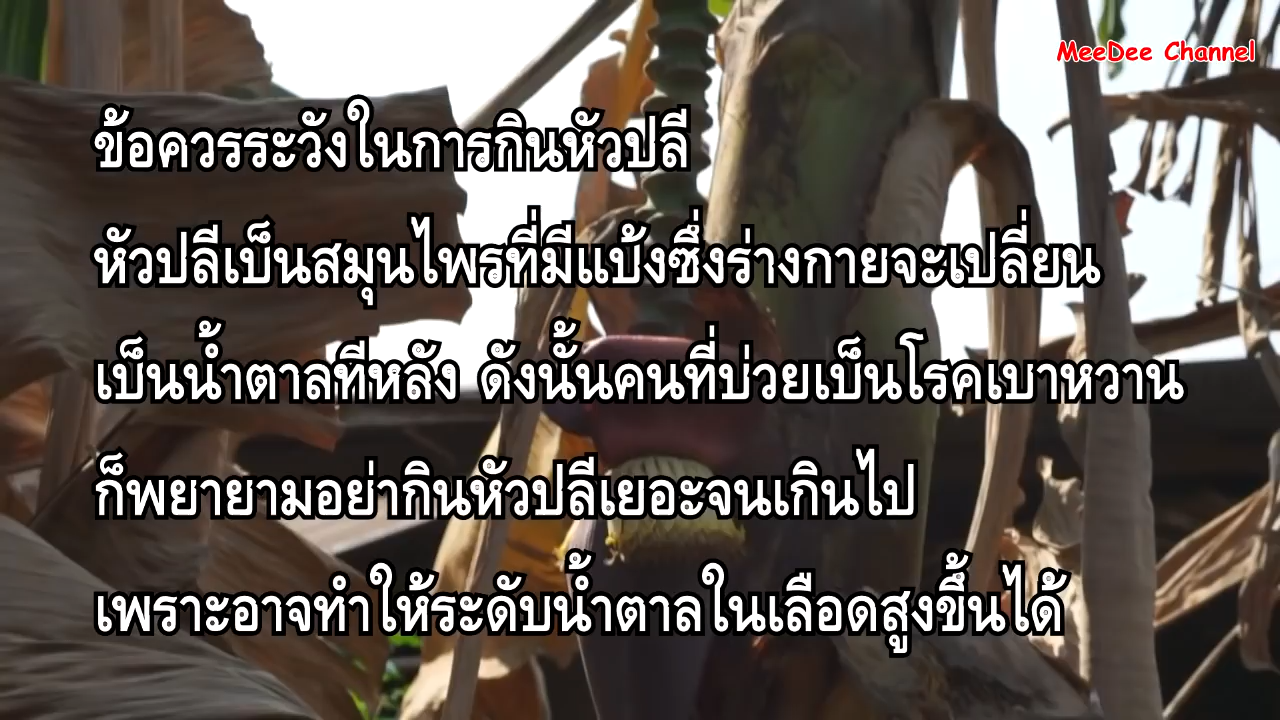 MeeDee Channel
ข้อควรระวังในการกินหัวปลี
หัวปลีเบ็นสมุนไพรที่มีแบ้งซึ่งร่างกายจะเปลี่ยน
เบ็นน้ำตาลทีหลัง ดังนั้นคนที่บ่วยเบ็นโรคเบาหวาน
ก็พยายามอย่ากินหัวปลีเยอะจนเกินไป
เพราะอาจทำให้ระดับน้ำตาลในเลือดสูงขึ้นได้